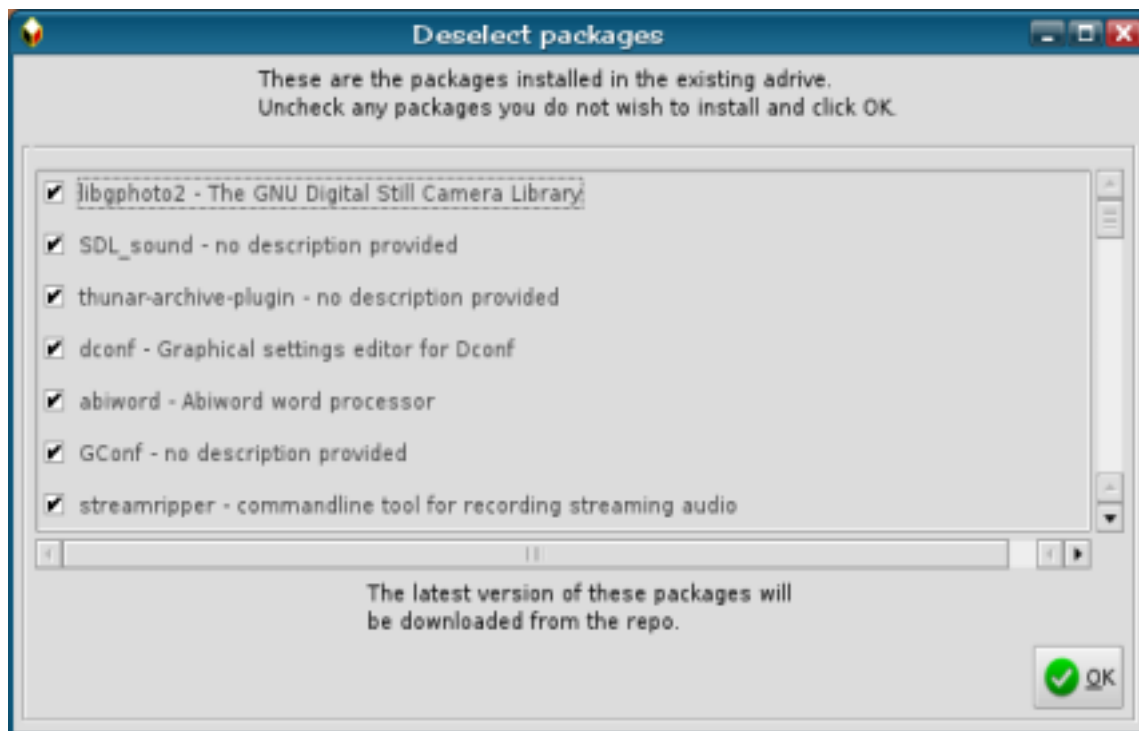 Deselect packages
These are the packages installed in the existing adrive.
Uncheck any packages you do not wish to install and click OK.
libgphoto2 - The GNU Digital Still Camera Library
SDL_sound - no description provided
thunar-archive-plugin - no description provided
dconf - Graphical settings editor for Dconf
abiword - Abiword word processor
GConf - no description provided
streamripper - commandline tool for recording streaming audio
The latest version of these packages will
be downloaded from the repo.
OK